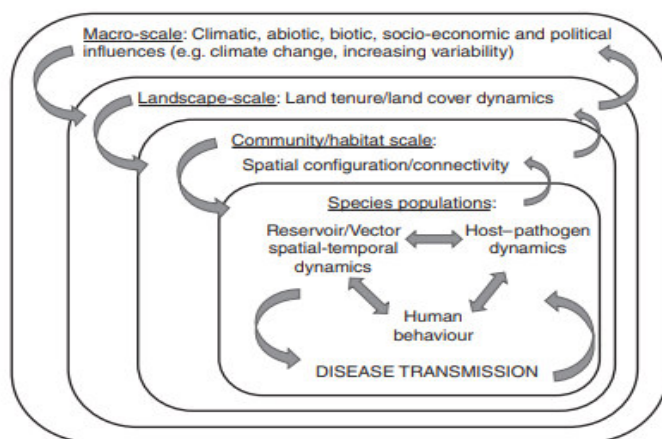 Macro-scale: Climatic, abiotic, biotic, socio-economic and political
influences (e.g. climate change, increasing variability)
Landscape-scale: Land tenure/land cover dynamics
Community/habitat scale:
Spatial configuration/connectivity
Species populations:
Reservoir/Vector
spatial-temporal
dynamics
Host–pathogen
dynamics
Human
behaviour
DISEASE TRANSMISSION